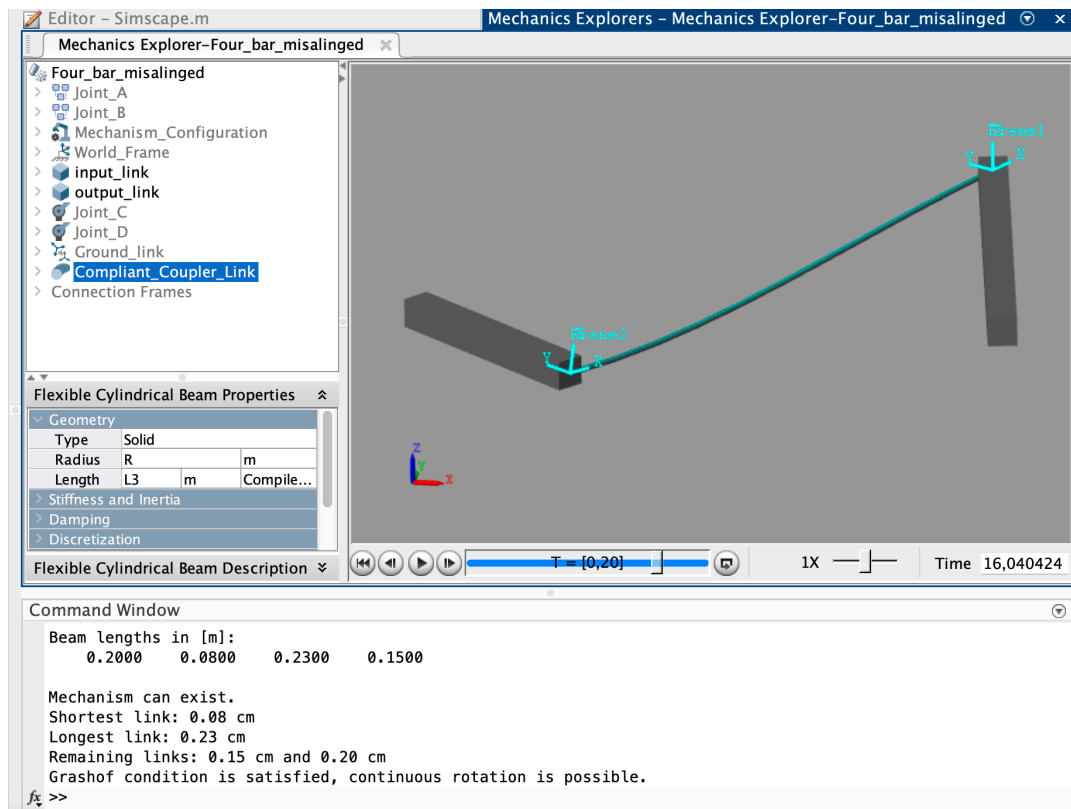 Editor – Simscape.m
Mechanics Explorers – Mechanics Explorer-Four_bar_misalinged
Mechanics Explorer-Four_bar_misalinged
Four_bar_misalinged
Joint_A
Joint_B
Mechanism_Configuration
World_Frame
input_link
output_link
Joint_C
Joint_D
Ground_link
Compliant_Coupler_Link
Connection Frames
Flexible Cylindrical Beam Properties
Geometry
Type Solid
Radius R m
Length L3 m Compile...
Stiffness and Inertia
Damping
Discretization
Flexible Cylindrical Beam Description
Y X
Y X
Z
Y
X
T = [0,20]
1X
Time 16,040424
Command Window
Beam lengths in [m]:
0.2000 0.0800 0.2300 0.1500
Mechanism can exist.
Shortest link: 0.08 cm
Longest link: 0.23 cm
Remaining links: 0.15 cm and 0.20 cm
Grashof condition is satisfied, continuous rotation is possible.
fx >>